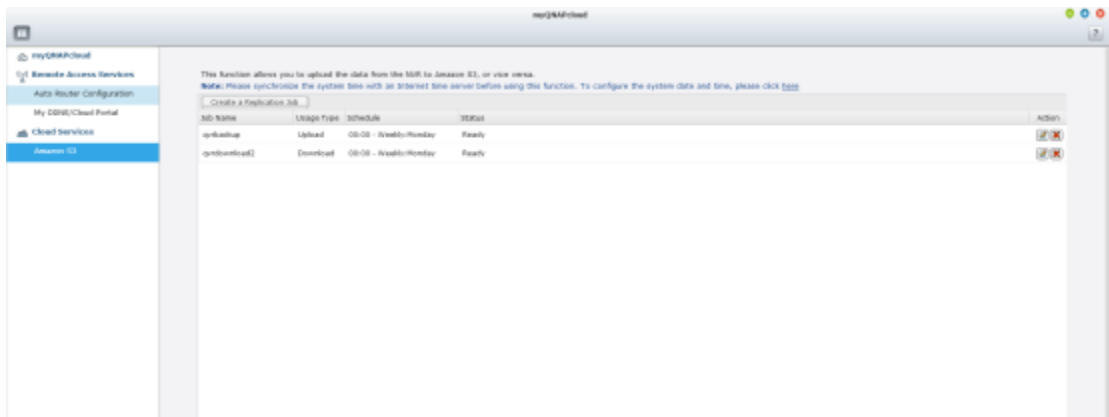 myQNAPcloud
?
myQNAPcloud
Remote Access Services
Auto Router Configuration
My DDNS/Cloud Portal
Cloud Services
Amazon S3
This function allows you to upload the data from the NVR to Amazon S3, or vice versa.
Note: Please synchronize the system time with an Internet time server before using this function. To configure the system date and time, please click here
Create a Replication Job
Job Name Usage Type Schedule Status Action
Upload 00:00 - Weekly:Monday Ready
Download 00:00 - Weekly:Monday Ready